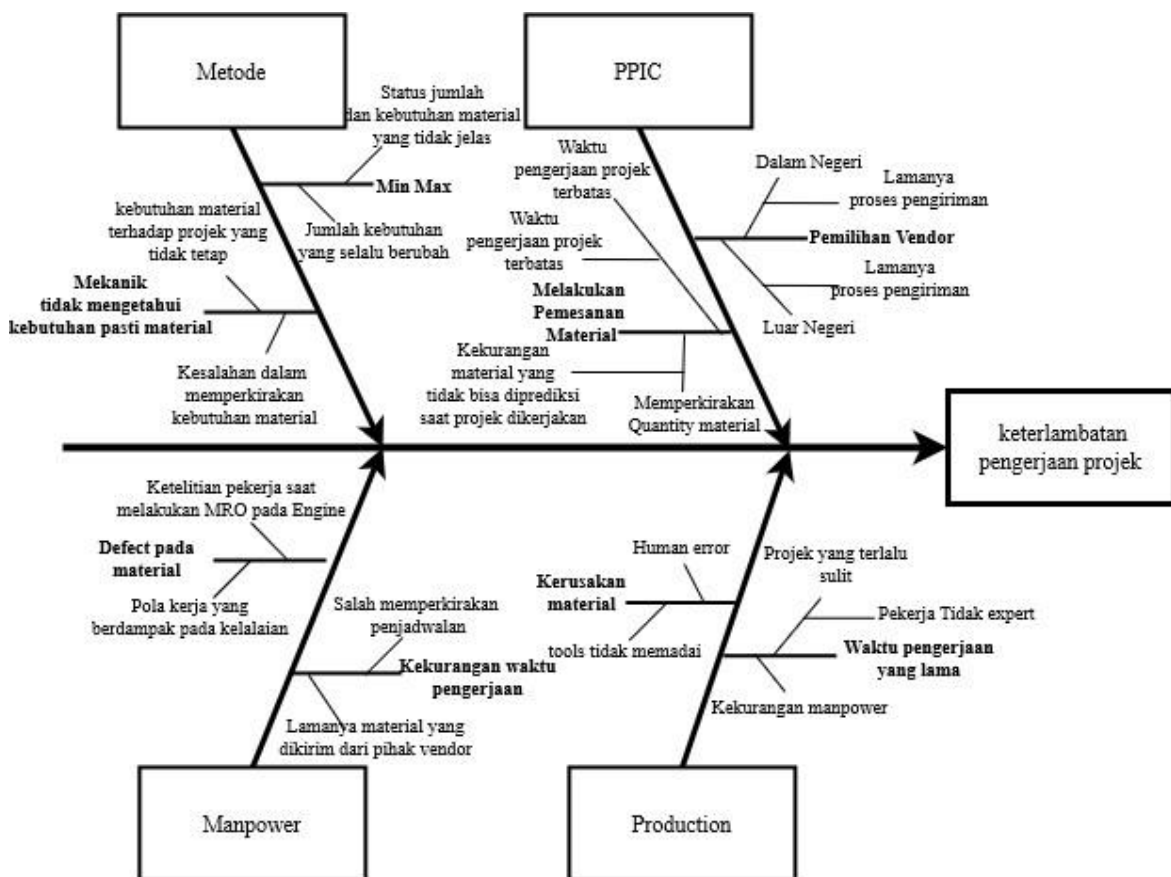 Metode
PPIC
Status jumlah
dan kebutuhan material
yang tidak jelas
Min Max
Jumlah kebutuhan
yang selalu berubah
kebutuhan material
terhadap projek yang
tidak tetap
Mekanik
tidak mengetahui
kebutuhan pasti material
Kesalahan dalam
memperkirakan
kebutuhan material
Waktu
pengerjaan projek
terbatas
Waktu
pengerjaan projek
terbatas
Melakukan
Pemesanan
Material
Kekurangan
material yang
tidak bisa diprediksi
saat projek dikerjakan
Memperkirakan
Quantity material
Dalam Negeri
Lamanya
proses pengiriman
Pemilihan Vendor
Lamanya
proses pengiriman
Luar Negeri
keterlambatan
pengerjaan projek
Ketelitian pekerja saat
melakukan MRO pada Engine
Defect pada
material
Pola kerja yang
berdampak pada kelalaian
Salah memperkirakan
penjadwalan
Kekurangan waktu
pengerjaan
Lamanya material yang
dikirim dari pihak vendor
Human error
Kerusakan
material
tools tidak memadai
Projek yang terlalu
sulit
Pekerja Tidak expert
Waktu pengerjaan
yang lama
Kekurangan manpower
Manpower
Production